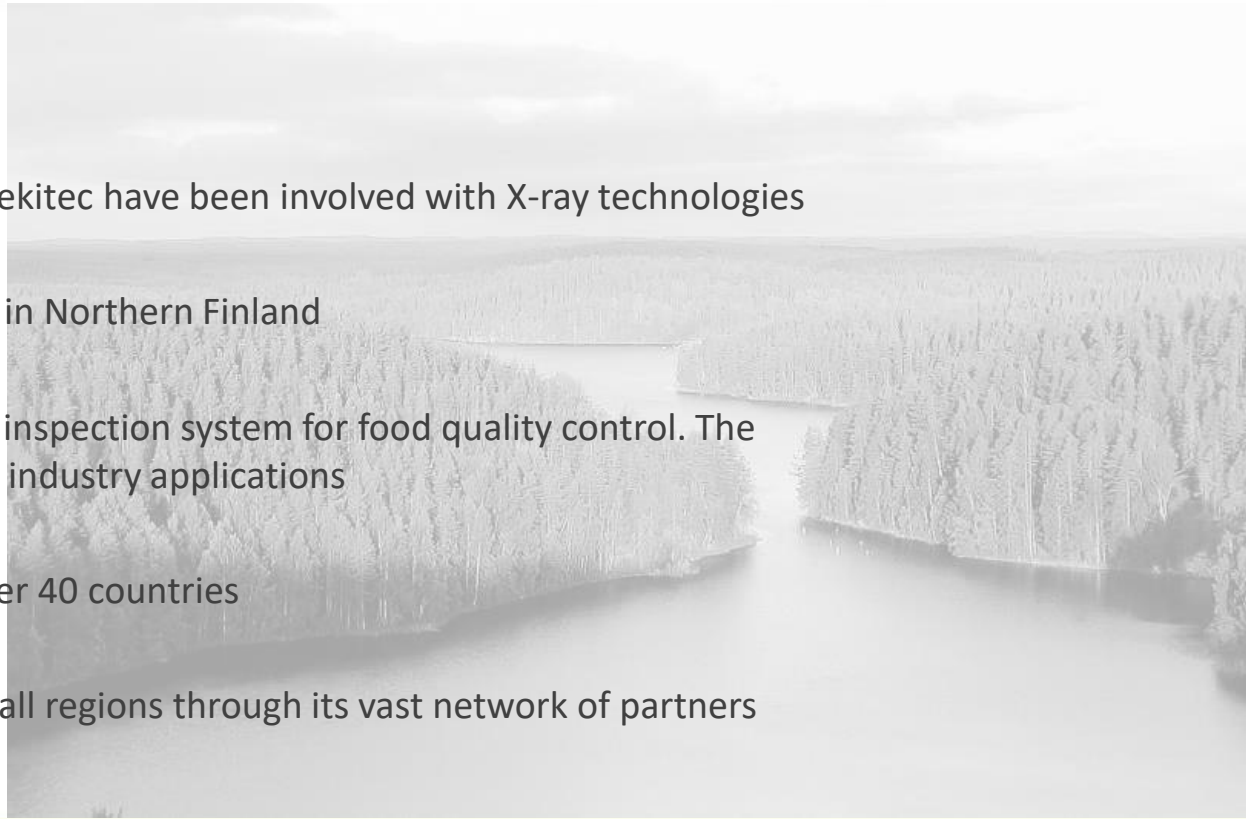 ekitec have been involved with X-ray technologies
in Northern Finland
inspection system for food quality control. The
industry applications
er 40 countries
all regions through its vast network of partners